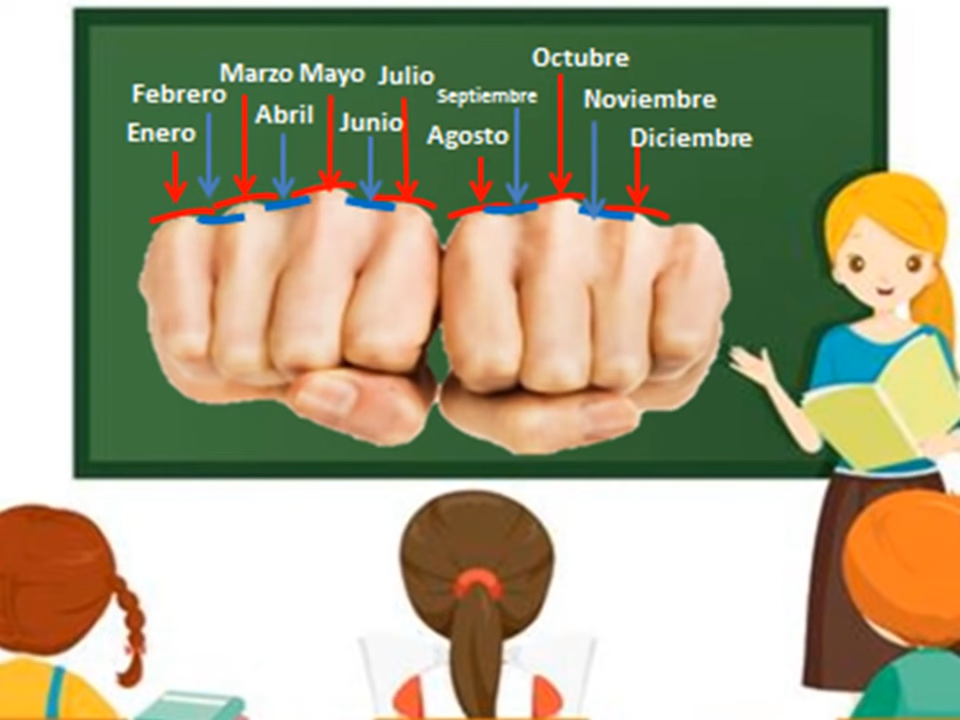 Enero
Febrero
Marzo
Abril
Mayo
Junio
Julio
Agosto
Septiembre
Octubre
Noviembre
Diciembre